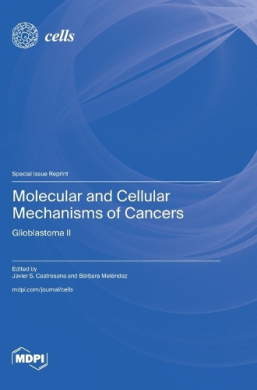 cells
Special Issue Reprint
Molecular and Cellular
Mechanisms of Cancers
Glioblastoma II
Edited by
Javier S. Castresana and Bárbara Meléndez
mdpi.com/journal/cells
MDPI